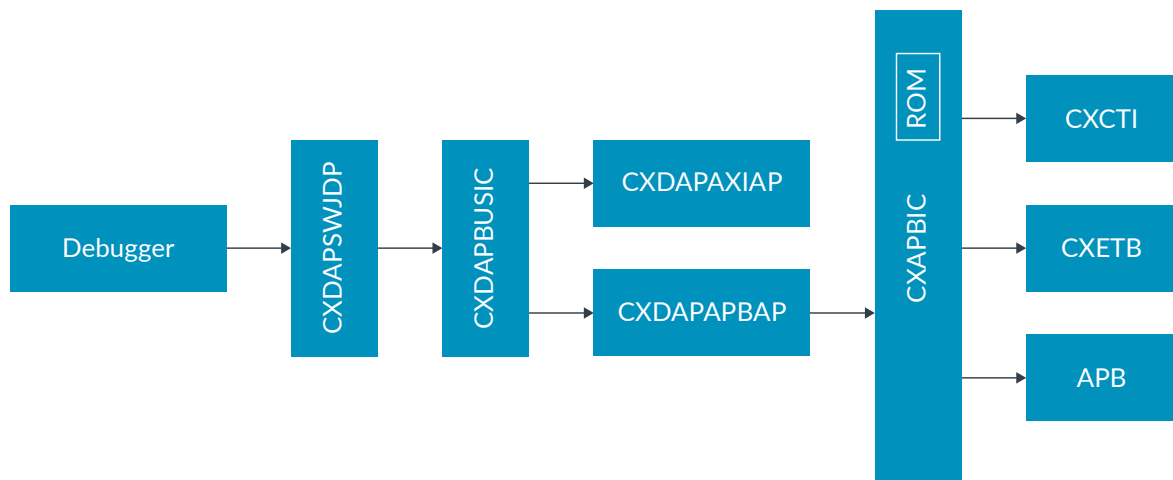 Debugger
CXDAPSWJDP
CXDAPBUSIC
CXDAPAXIAP
CXDAPAPBAP
ROM
CXAPBIC
CXCTI
CXETB
APB